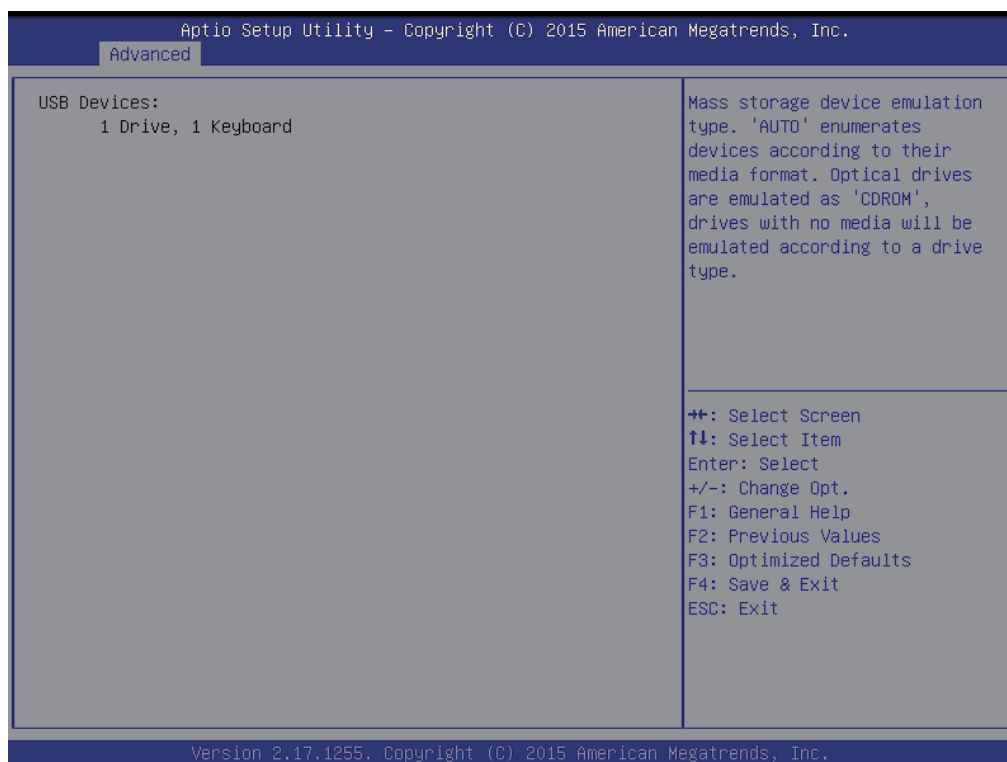 Aptio Setup Utility – Copyright (C) 2015 American Megatrends, Inc.
Advanced
USB Devices:
1 Drive, 1 Keyboard
Mass storage device emulation
type. 'AUTO' enumerates
devices according to their
media format. Optical drives
are emulated as 'CDROM',
drives with no media will be
emulated according to a drive
type.
→←: Select Screen
↑↓: Select Item
Enter: Select
+/-: Change Opt.
F1: General Help
F2: Previous Values
F3: Optimized Defaults
F4: Save & Exit
ESC: Exit
Version 2.17.1255. Copyright (C) 2015 American Megatrends, Inc.